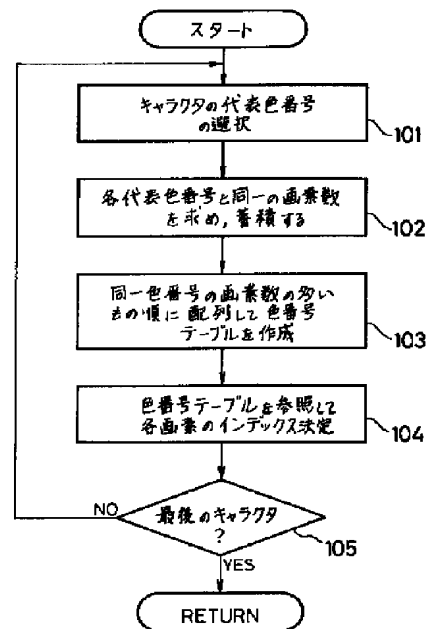 スタート
キャラクタの代表色番号
の選択
101
各代表色番号と同一の画素数
を求め,蓄積する
102
同一色番号の画素数の多い
もの順に配列して色番号
テーブルを作成
103
色番号テーブルを参照して
各画素のインデックス決定
104
NO
最後のキャラクタ
?
105
YES
RETURN